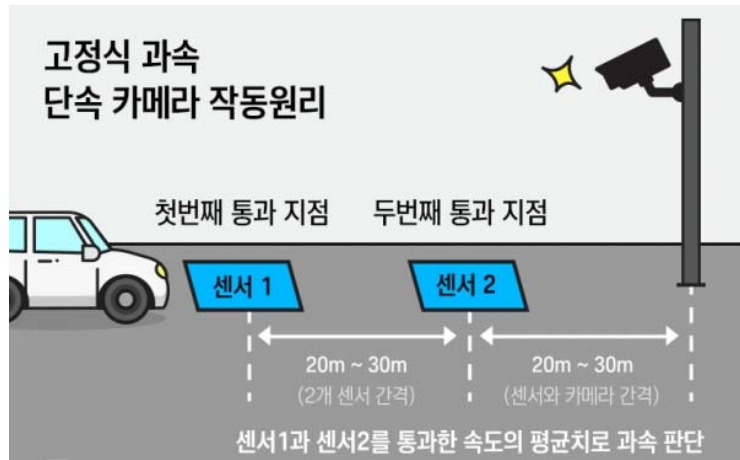 고정식 과속
단속 카메라 작동원리
첫번째 통과 지점
두번째 통과 지점
센서 1
센서 2
20m ~ 30m
(2개 센서 간격)
20m ~ 30m
(센서와 카메라 간격)
센서1과 센서2를 통과한 속도의 평균치로 과속 판단